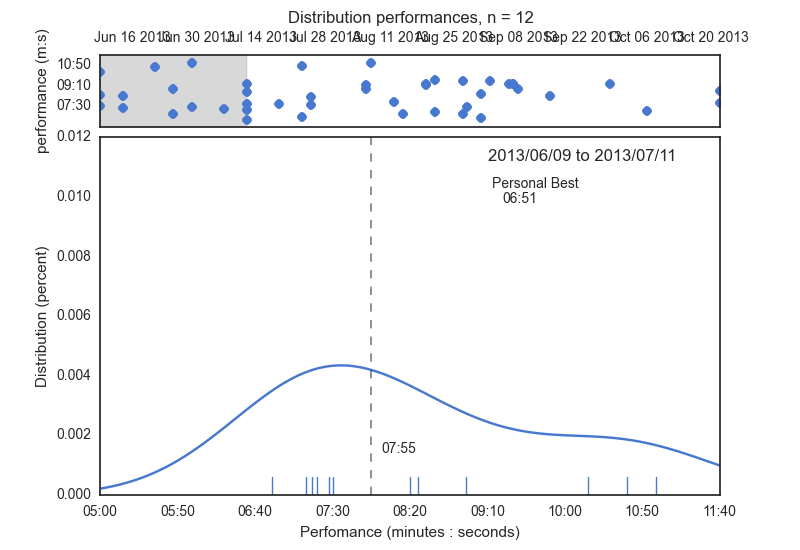 Distribution performances, n = 12
Jun 16 2013 Jun 30 2013 Jul 14 2013 Jul 28 2013 Aug 11 2013 Aug 25 2013 Sep 08 2013 Sep 22 2013 Oct 06 2013 Oct 20 2013
performance (m:s)
10:50
09:10
07:30
0.012
0.010
0.008
0.006
0.004
0.002
0.000
Distribution (percent)
2013/06/09 to 2013/07/11
Personal Best
06:51
07:55
05:00 05:50 06:40 07:30 08:20 09:10 10:00 10:50 11:40
Perfomance (minutes : seconds)